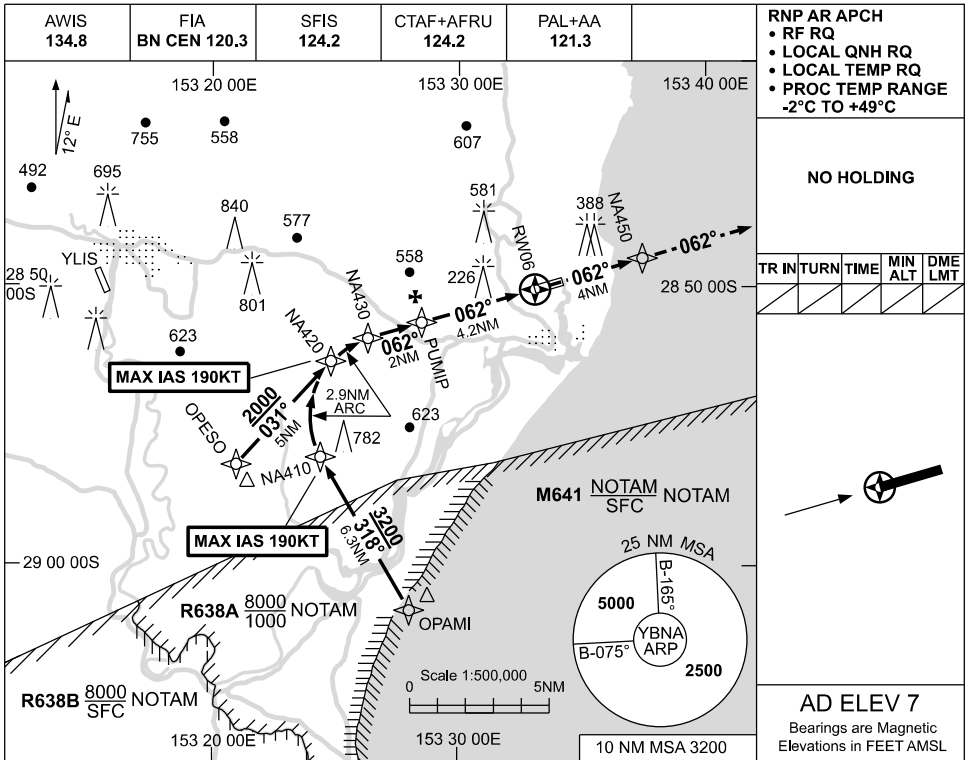 AWIS
134.8
FIA
BN CEN 120.3
SFIS
124.2
CTAF+AFRU
124.2
PAL+AA
121.3
RNP AR APCH
• RF RQ
• LOCAL QNH RQ
• LOCAL TEMP RQ
• PROC TEMP RANGE
-2°C TO +49°C
NO HOLDING
TR IN
TURN
TIME
MIN ALT
DME LMT
153 20 00E
153 30 00E
153 40 00E
12° E
755
558
607
492
695
840
577
581
388
NA450
062°
YLIS
801
558
226
RW06
062°
4NM
28 50
00S
28 50 00S
NA430
062°
4.2NM
NA420
062°
2NM
PUMIP
623
MAX IAS 190KT
2.9NM
ARC
2000
031°
5NM
OPESO
623
782
NA410
MAX IAS 190KT
3200
318°
6.3NM
M641 NOTAM
SFC NOTAM
29 00 00S
R638A 8000
1000 NOTAM
OPAMI
25 NM MSA
B-165°
5000
YBNA
ARP
B-075°
2500
R638B 8000
SFC NOTAM
Scale 1:500,000
0
5NM
153 20 00E
153 30 00E
10 NM MSA 3200
AD ELEV 7
Bearings are Magnetic
Elevations in FEET AMSL